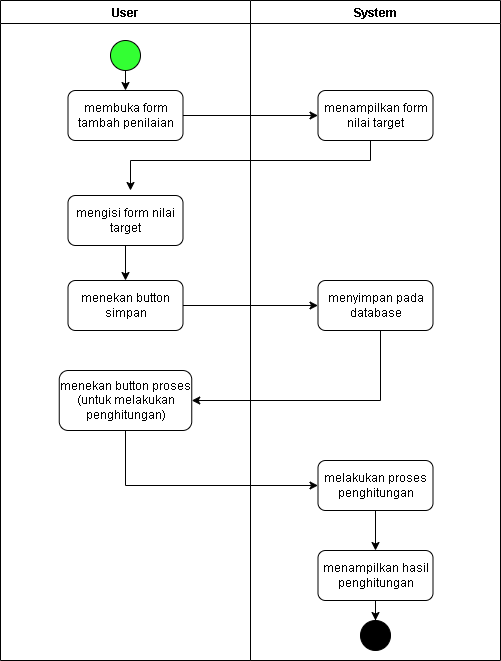 User
System
membuka form
tambah penilaian
menampilkan form
nilai target
mengisi form nilai
target
menekan button
simpan
menyimpan pada
database
menekan button proses
(untuk melakukan
penghitungan)
melakukan proses
penghitungan
menampilkan hasil
penghitungan